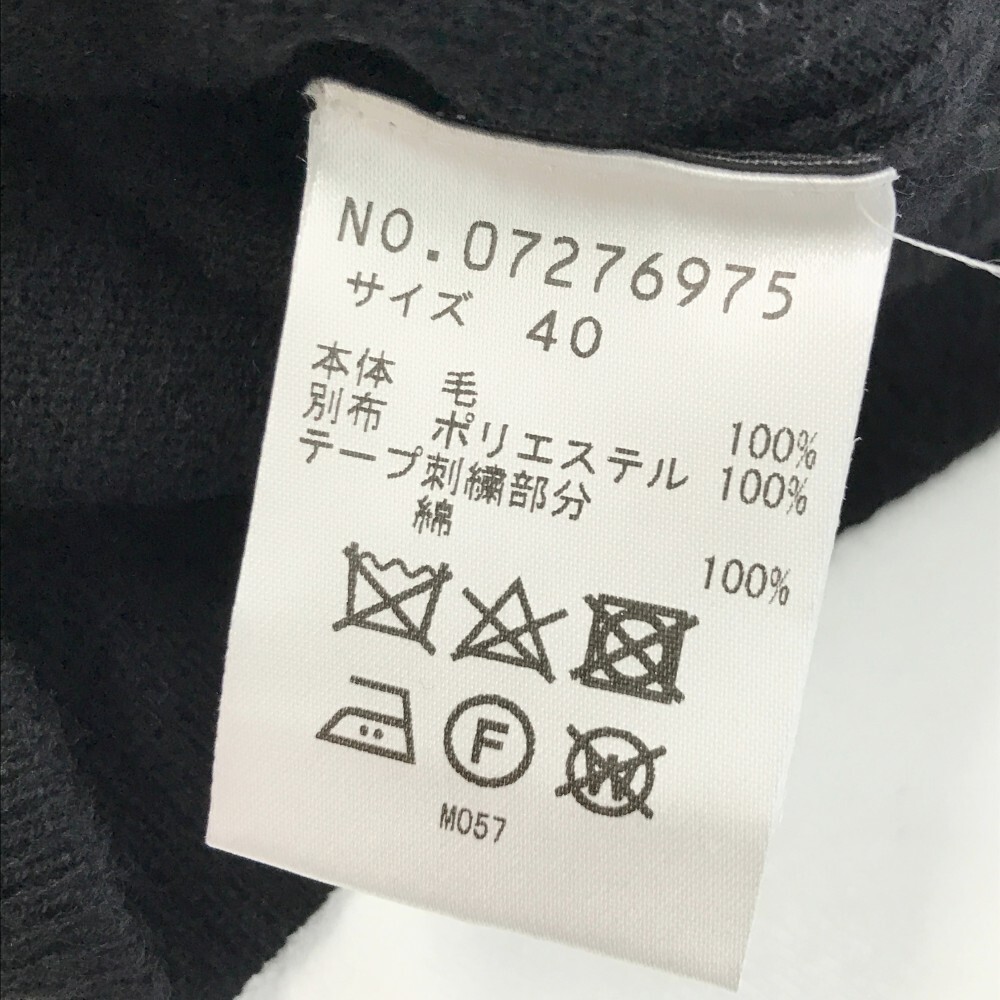 NO.07276975
サイズ 40
本体 毛 100%
別布 ポリエステル 100%
テープ刺繍部分
綿 100%
F
W
M057